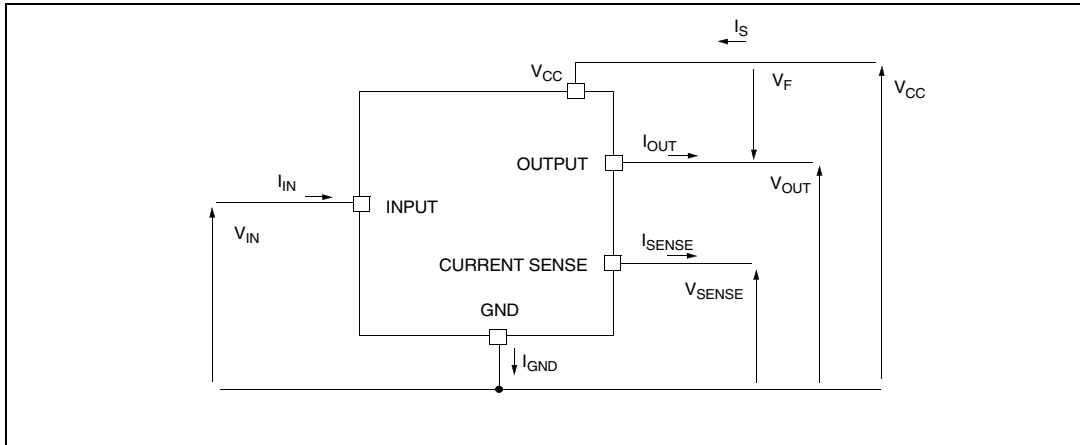 I_S
V_CC
V_F
V_CC
I_OUT
OUTPUT
V_OUT
I_IN
INPUT
V_IN
I_SENSE
CURRENT SENSE
V_SENSE
GND
I_GND